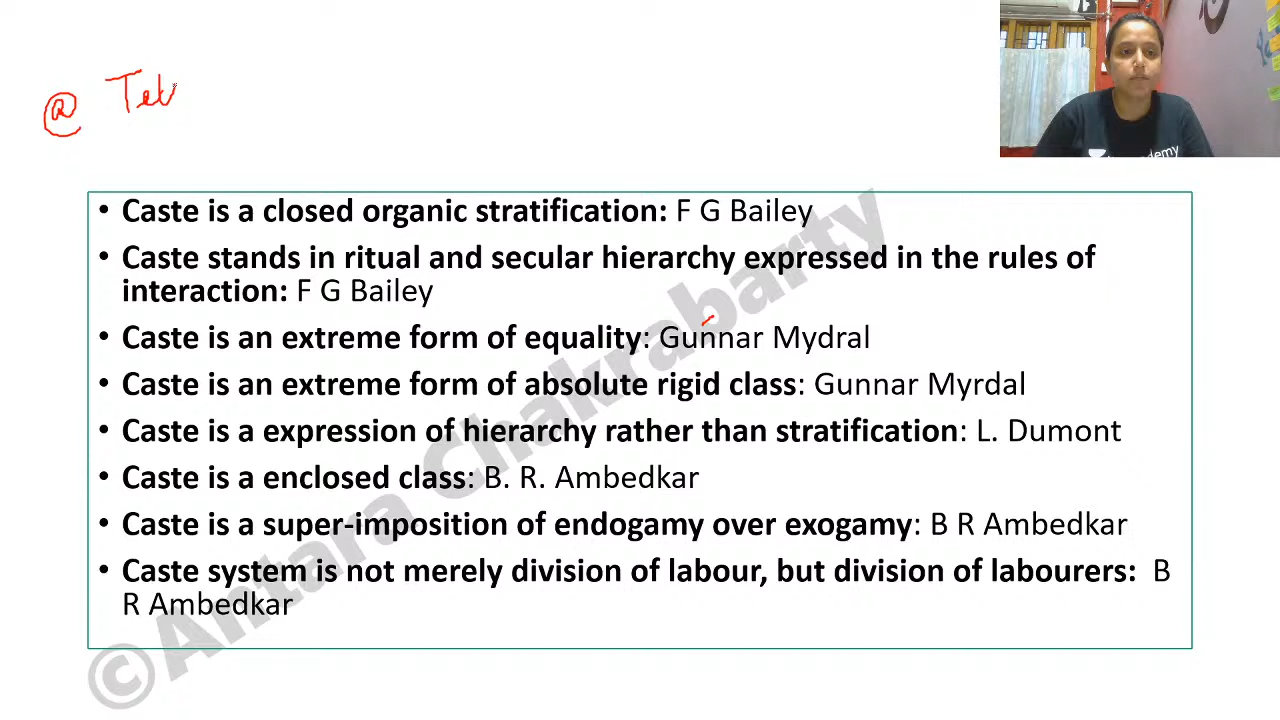 @ Tel
• Caste is a closed organic stratification: F G Bailey
• Caste stands in ritual and secular hierarchy expressed in the rules of
interaction: F G Bailey
• Caste is an extreme form of equality: Gunnar Mydral
• Caste is an extreme form of absolute rigid class: Gunnar Myrdal
• Caste is a expression of hierarchy rather than stratification: L. Dumont
• Caste is a enclosed class: B. R. Ambedkar
• Caste is a super-imposition of endogamy over exogamy: B R Ambedkar
• Caste system is not merely division of labour, but division of labourers: B
R Ambedkar
©Antara Chakrabarty